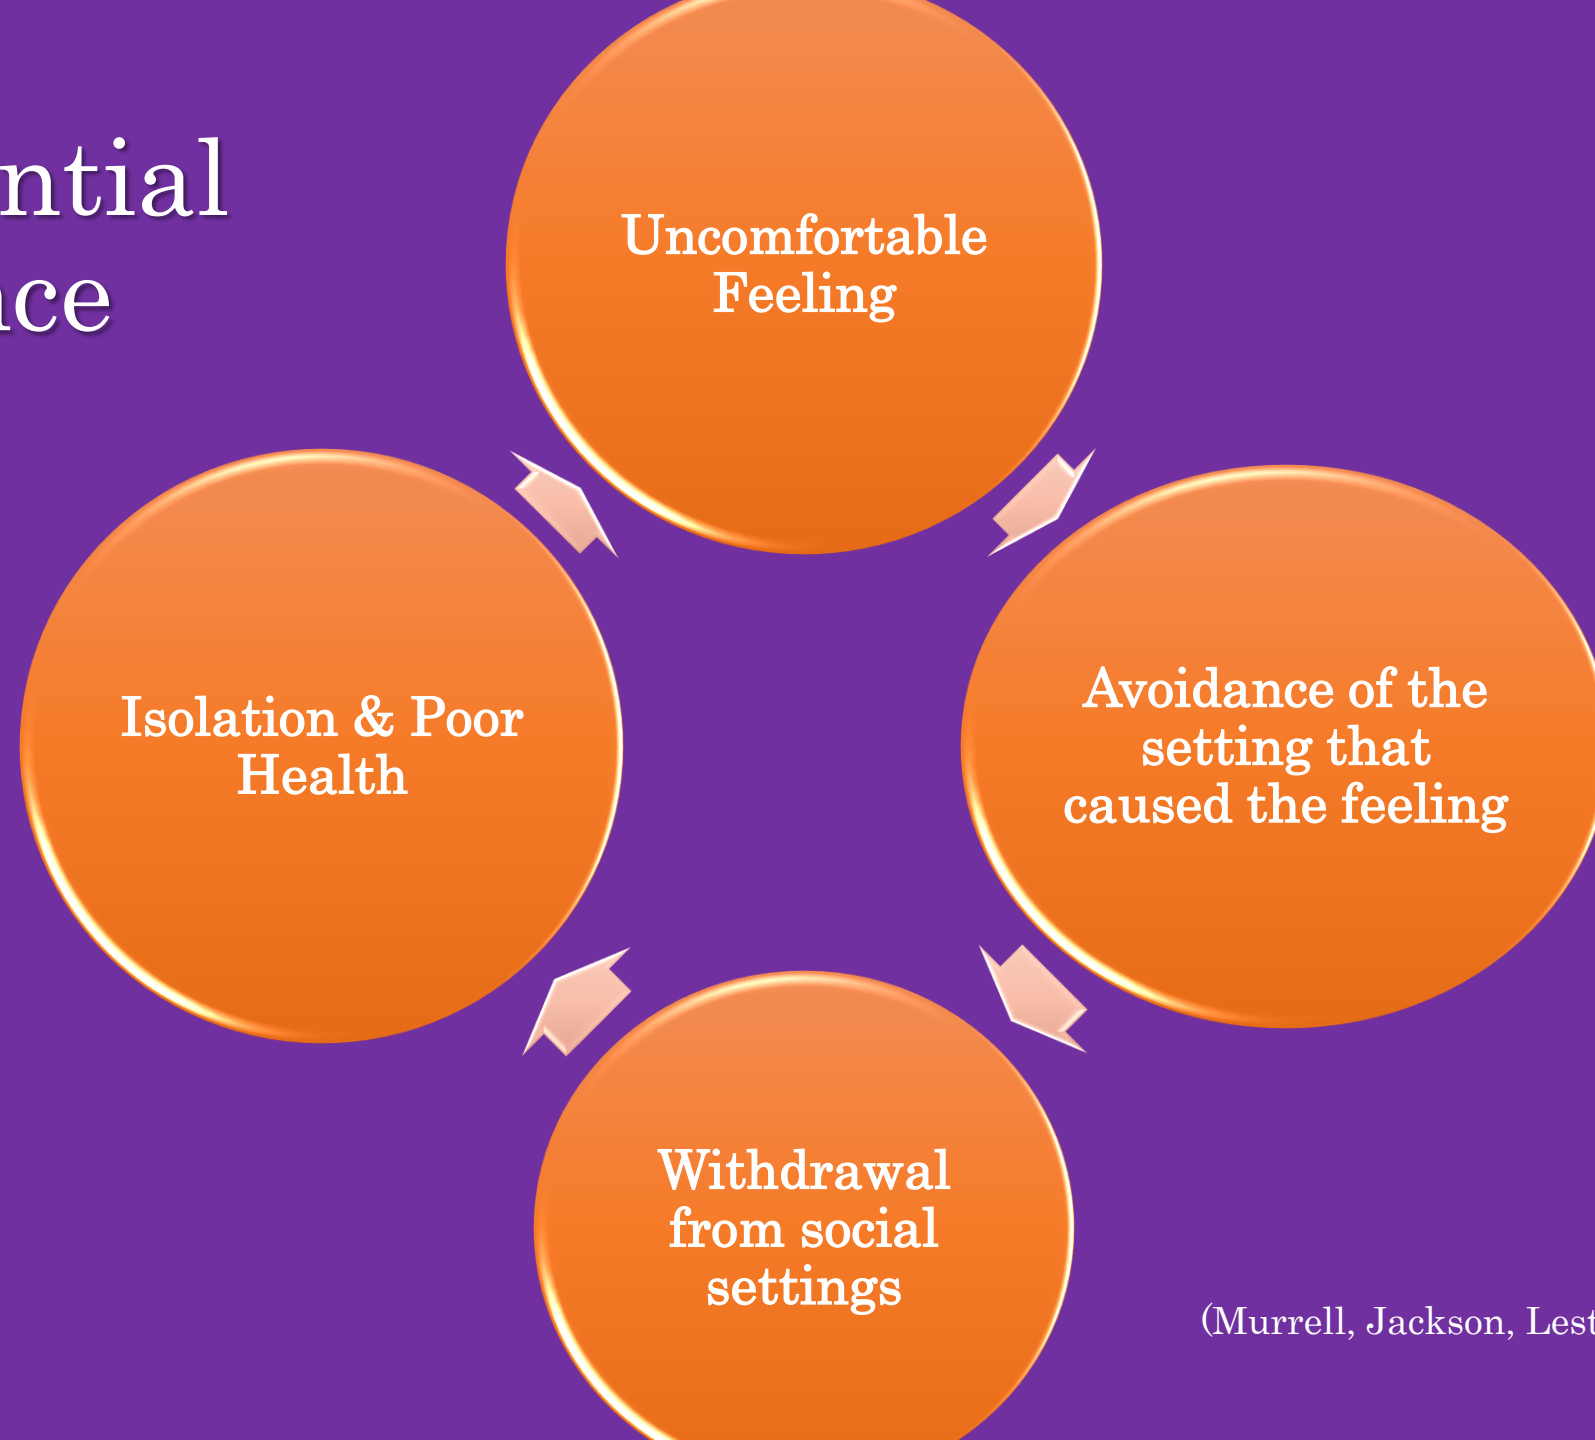 ntial
nce
Uncomfortable
Feeling
Avoidance of the
setting that
caused the feeling
Withdrawal
from social
settings
Isolation & Poor
Health
(Murrell, Jackson, Lest